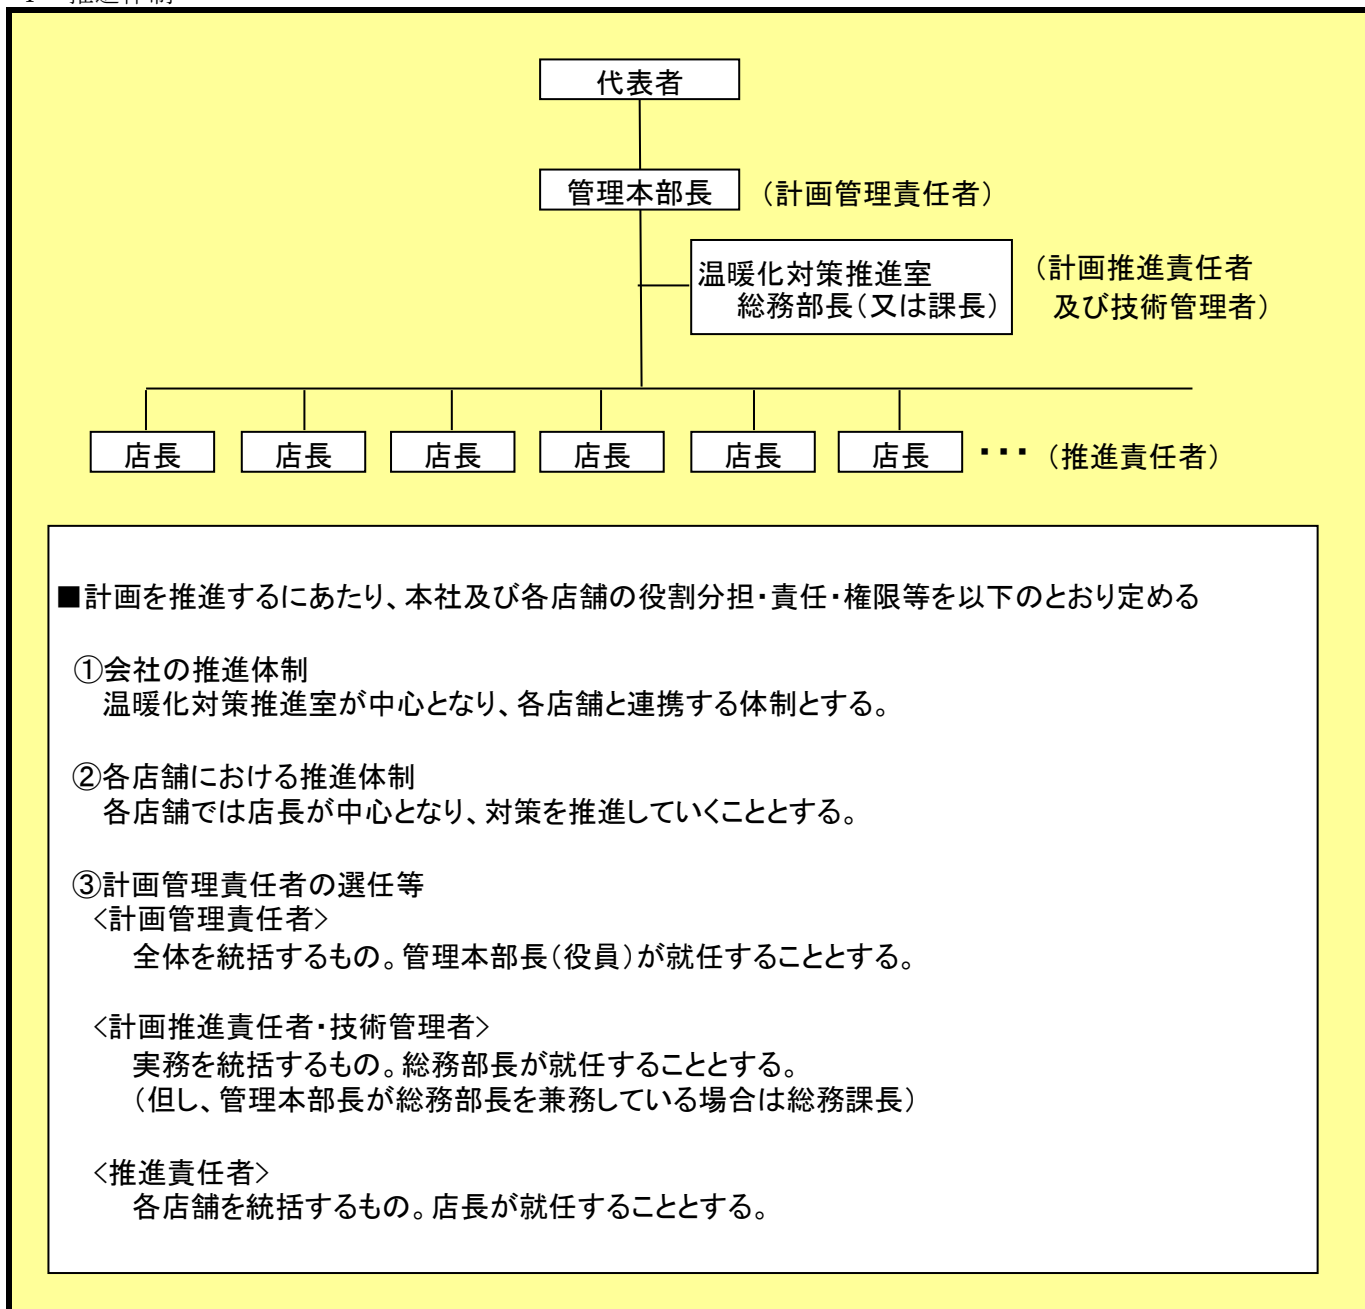 代表者
管理本部長 （計画管理責任者）
温暖化対策推進室
総務部長（又は課長）
（計画推進責任者
及び技術管理者）
店長 店長 店長 店長 店長 店長 ・・・ （推進責任者）
■計画を推進するにあたり、本社及び各店舗の役割分担・責任・権限等を以下のとおり定める
①会社の推進体制
温暖化対策推進室が中心となり、各店舗と連携する体制とする。
②各店舗における推進体制
各店舗では店長が中心となり、対策を推進していくこととする。
③計画管理責任者の選任等
＜計画管理責任者＞
全体を統括するもの。管理本部長（役員）が就任することとする。
＜計画推進責任者・技術管理者＞
実務を統括するもの。総務部長が就任することとする。
（但し、管理本部長が総務部長を兼務している場合は総務課長）
＜推進責任者＞
各店舗を統括するもの。店長が就任することとする。